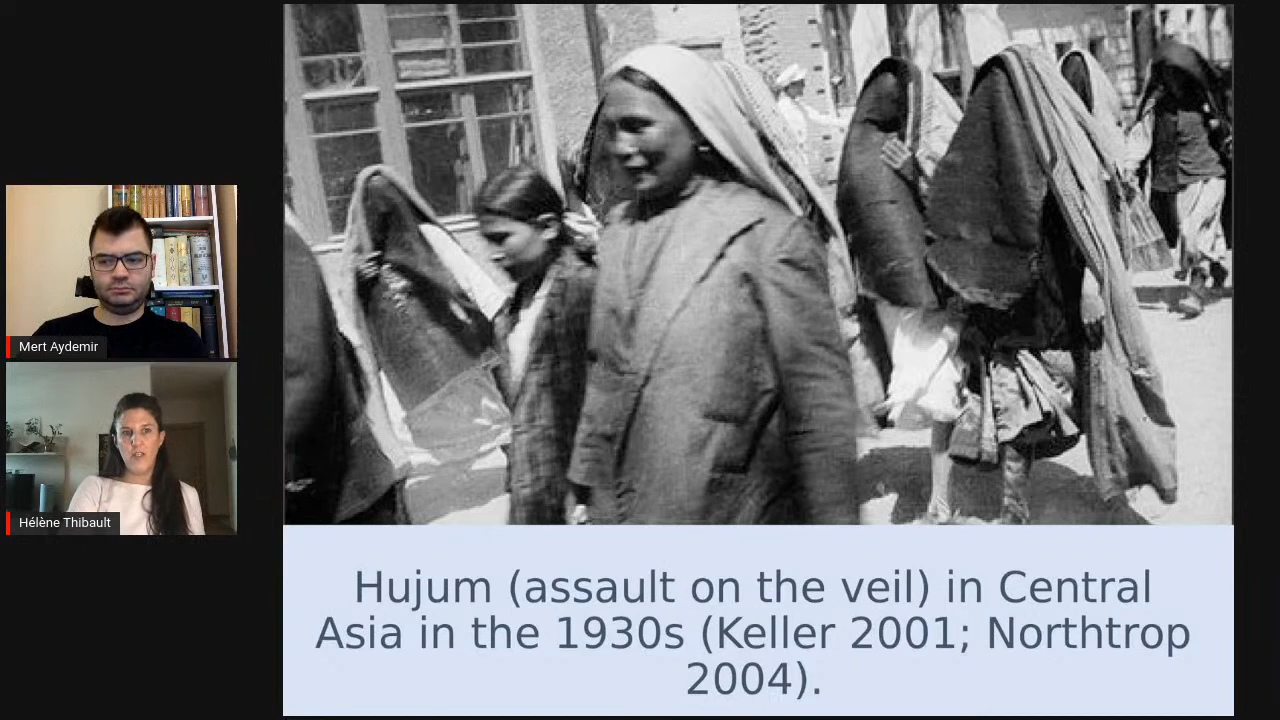 Mert Aydemir
Hélène Thibault
Hujum (assault on the veil) in Central
Asia in the 1930s (Keller 2001; Northtrop
2004).